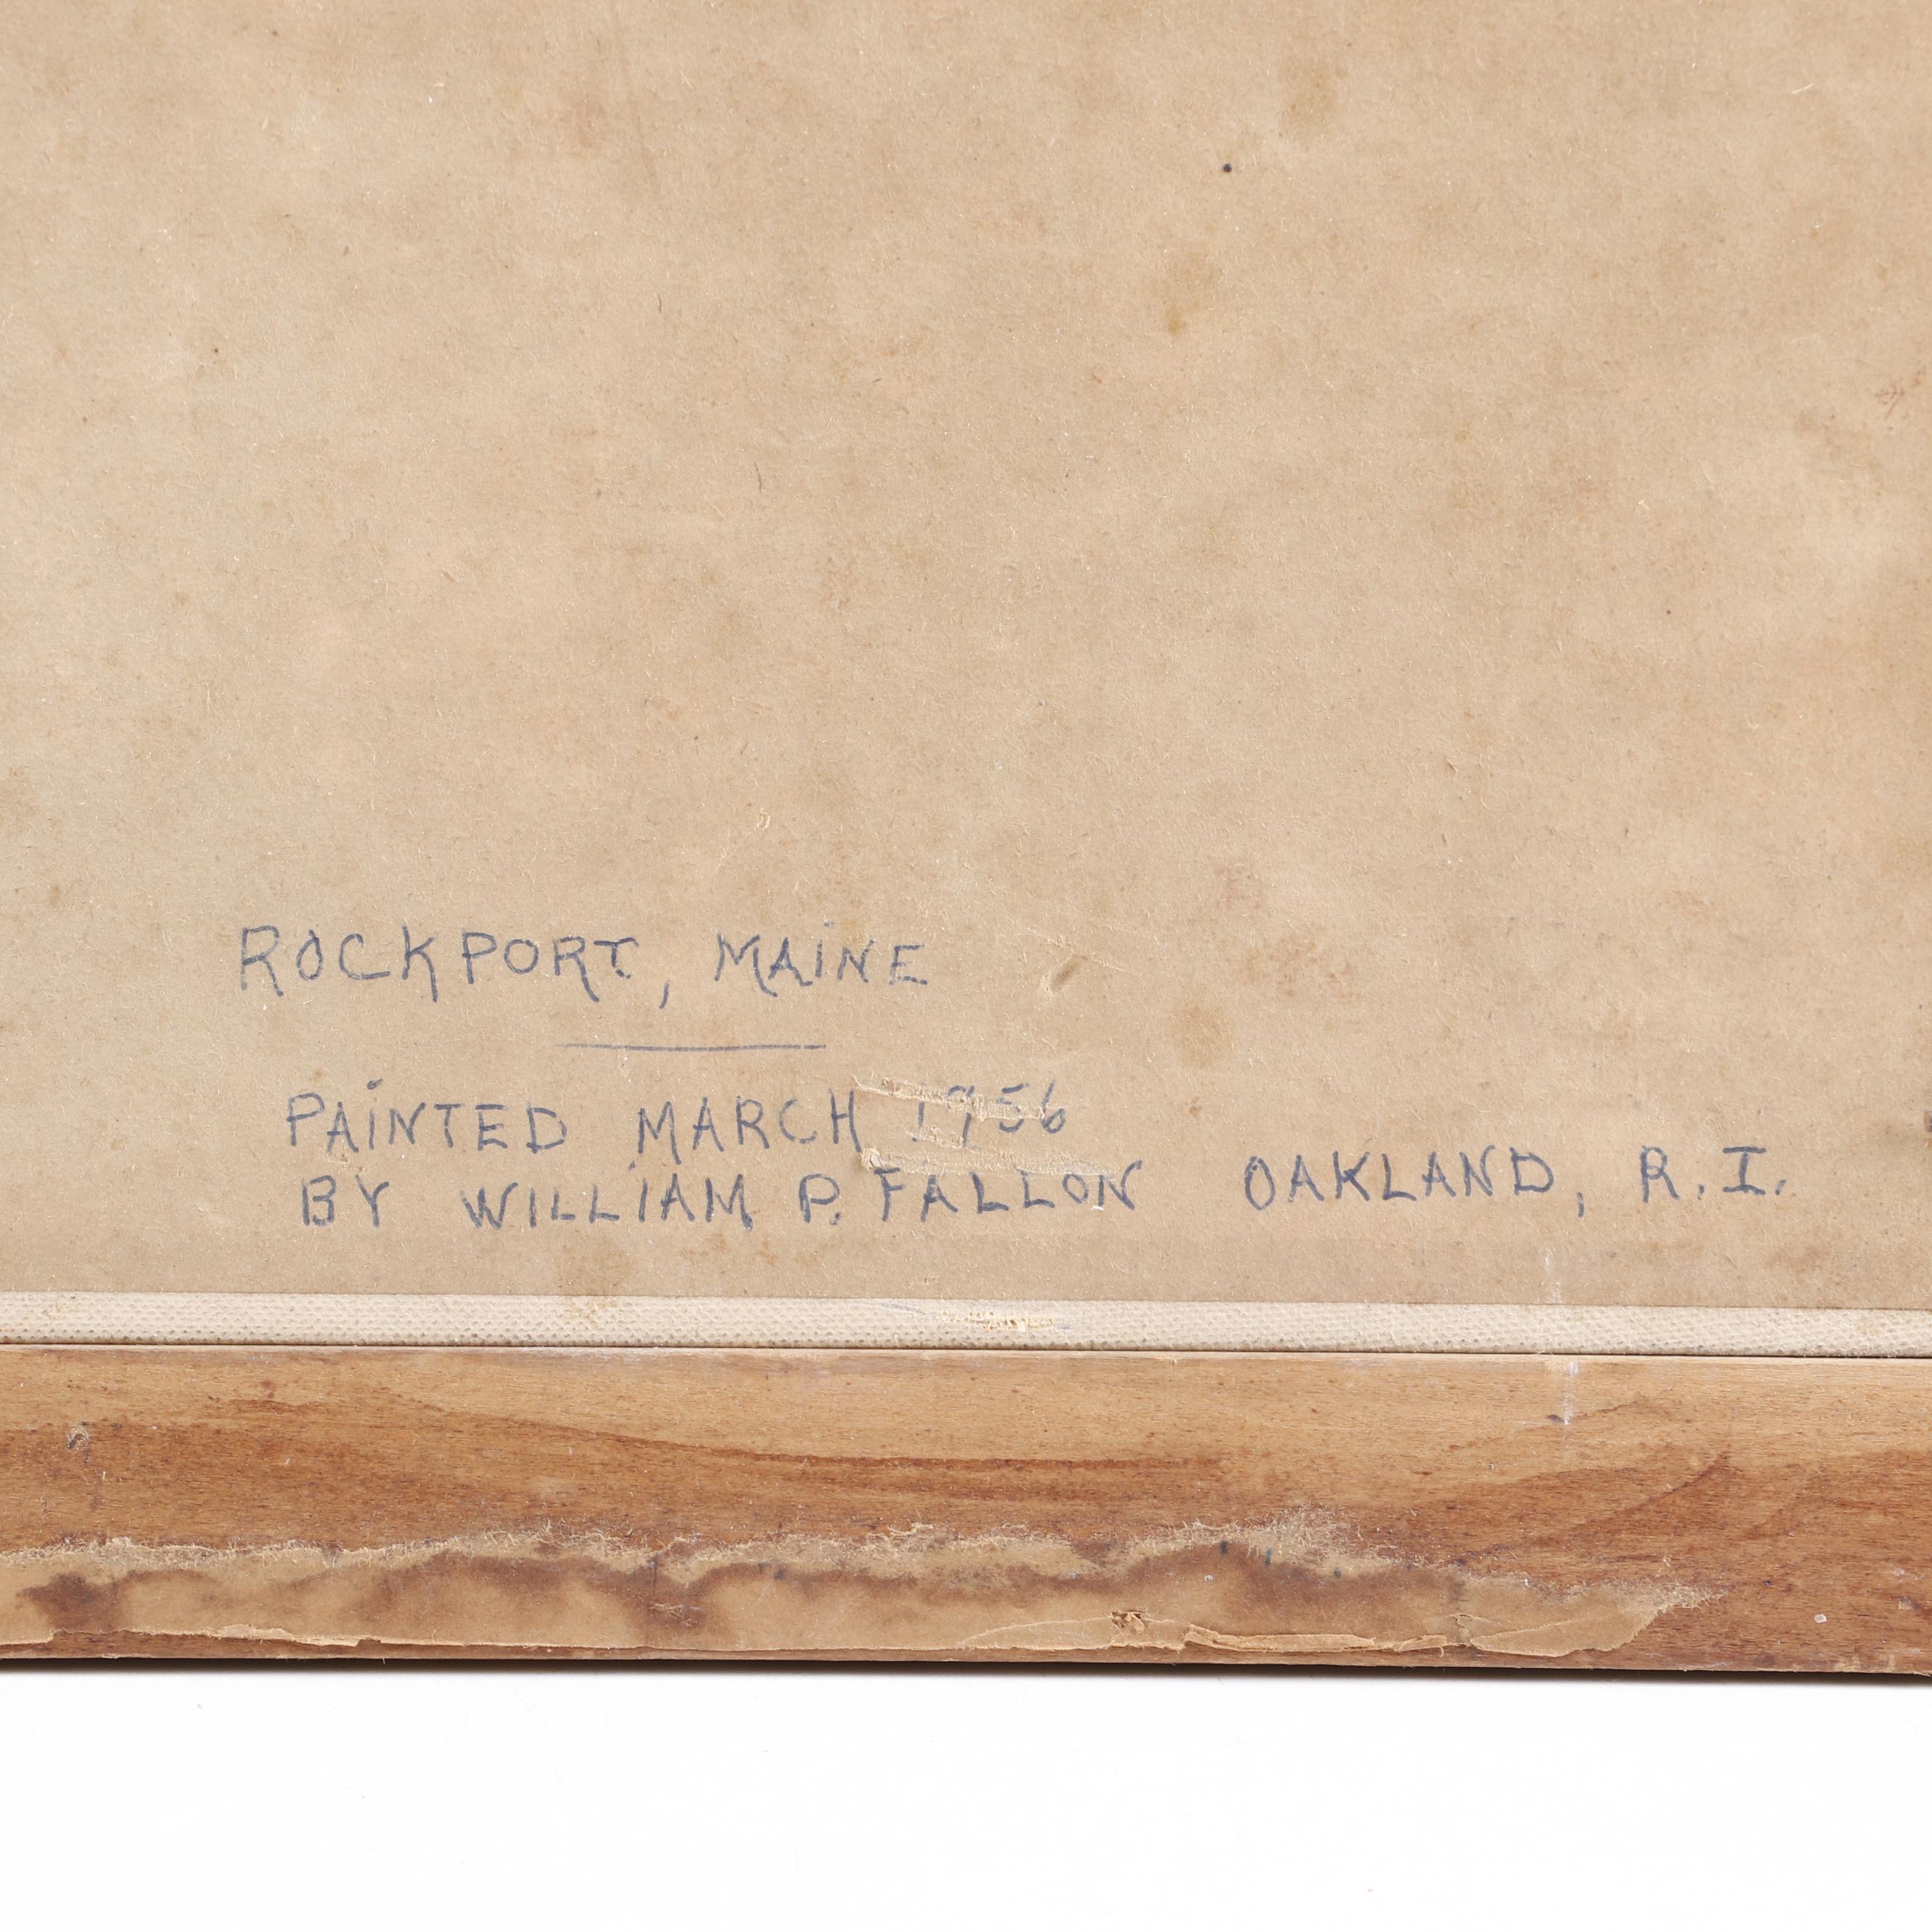 ROCKPORT, MAINE
PAINTED MARCH 1956
BY WILLIAM P. FALLON OAKLAND, R.I.